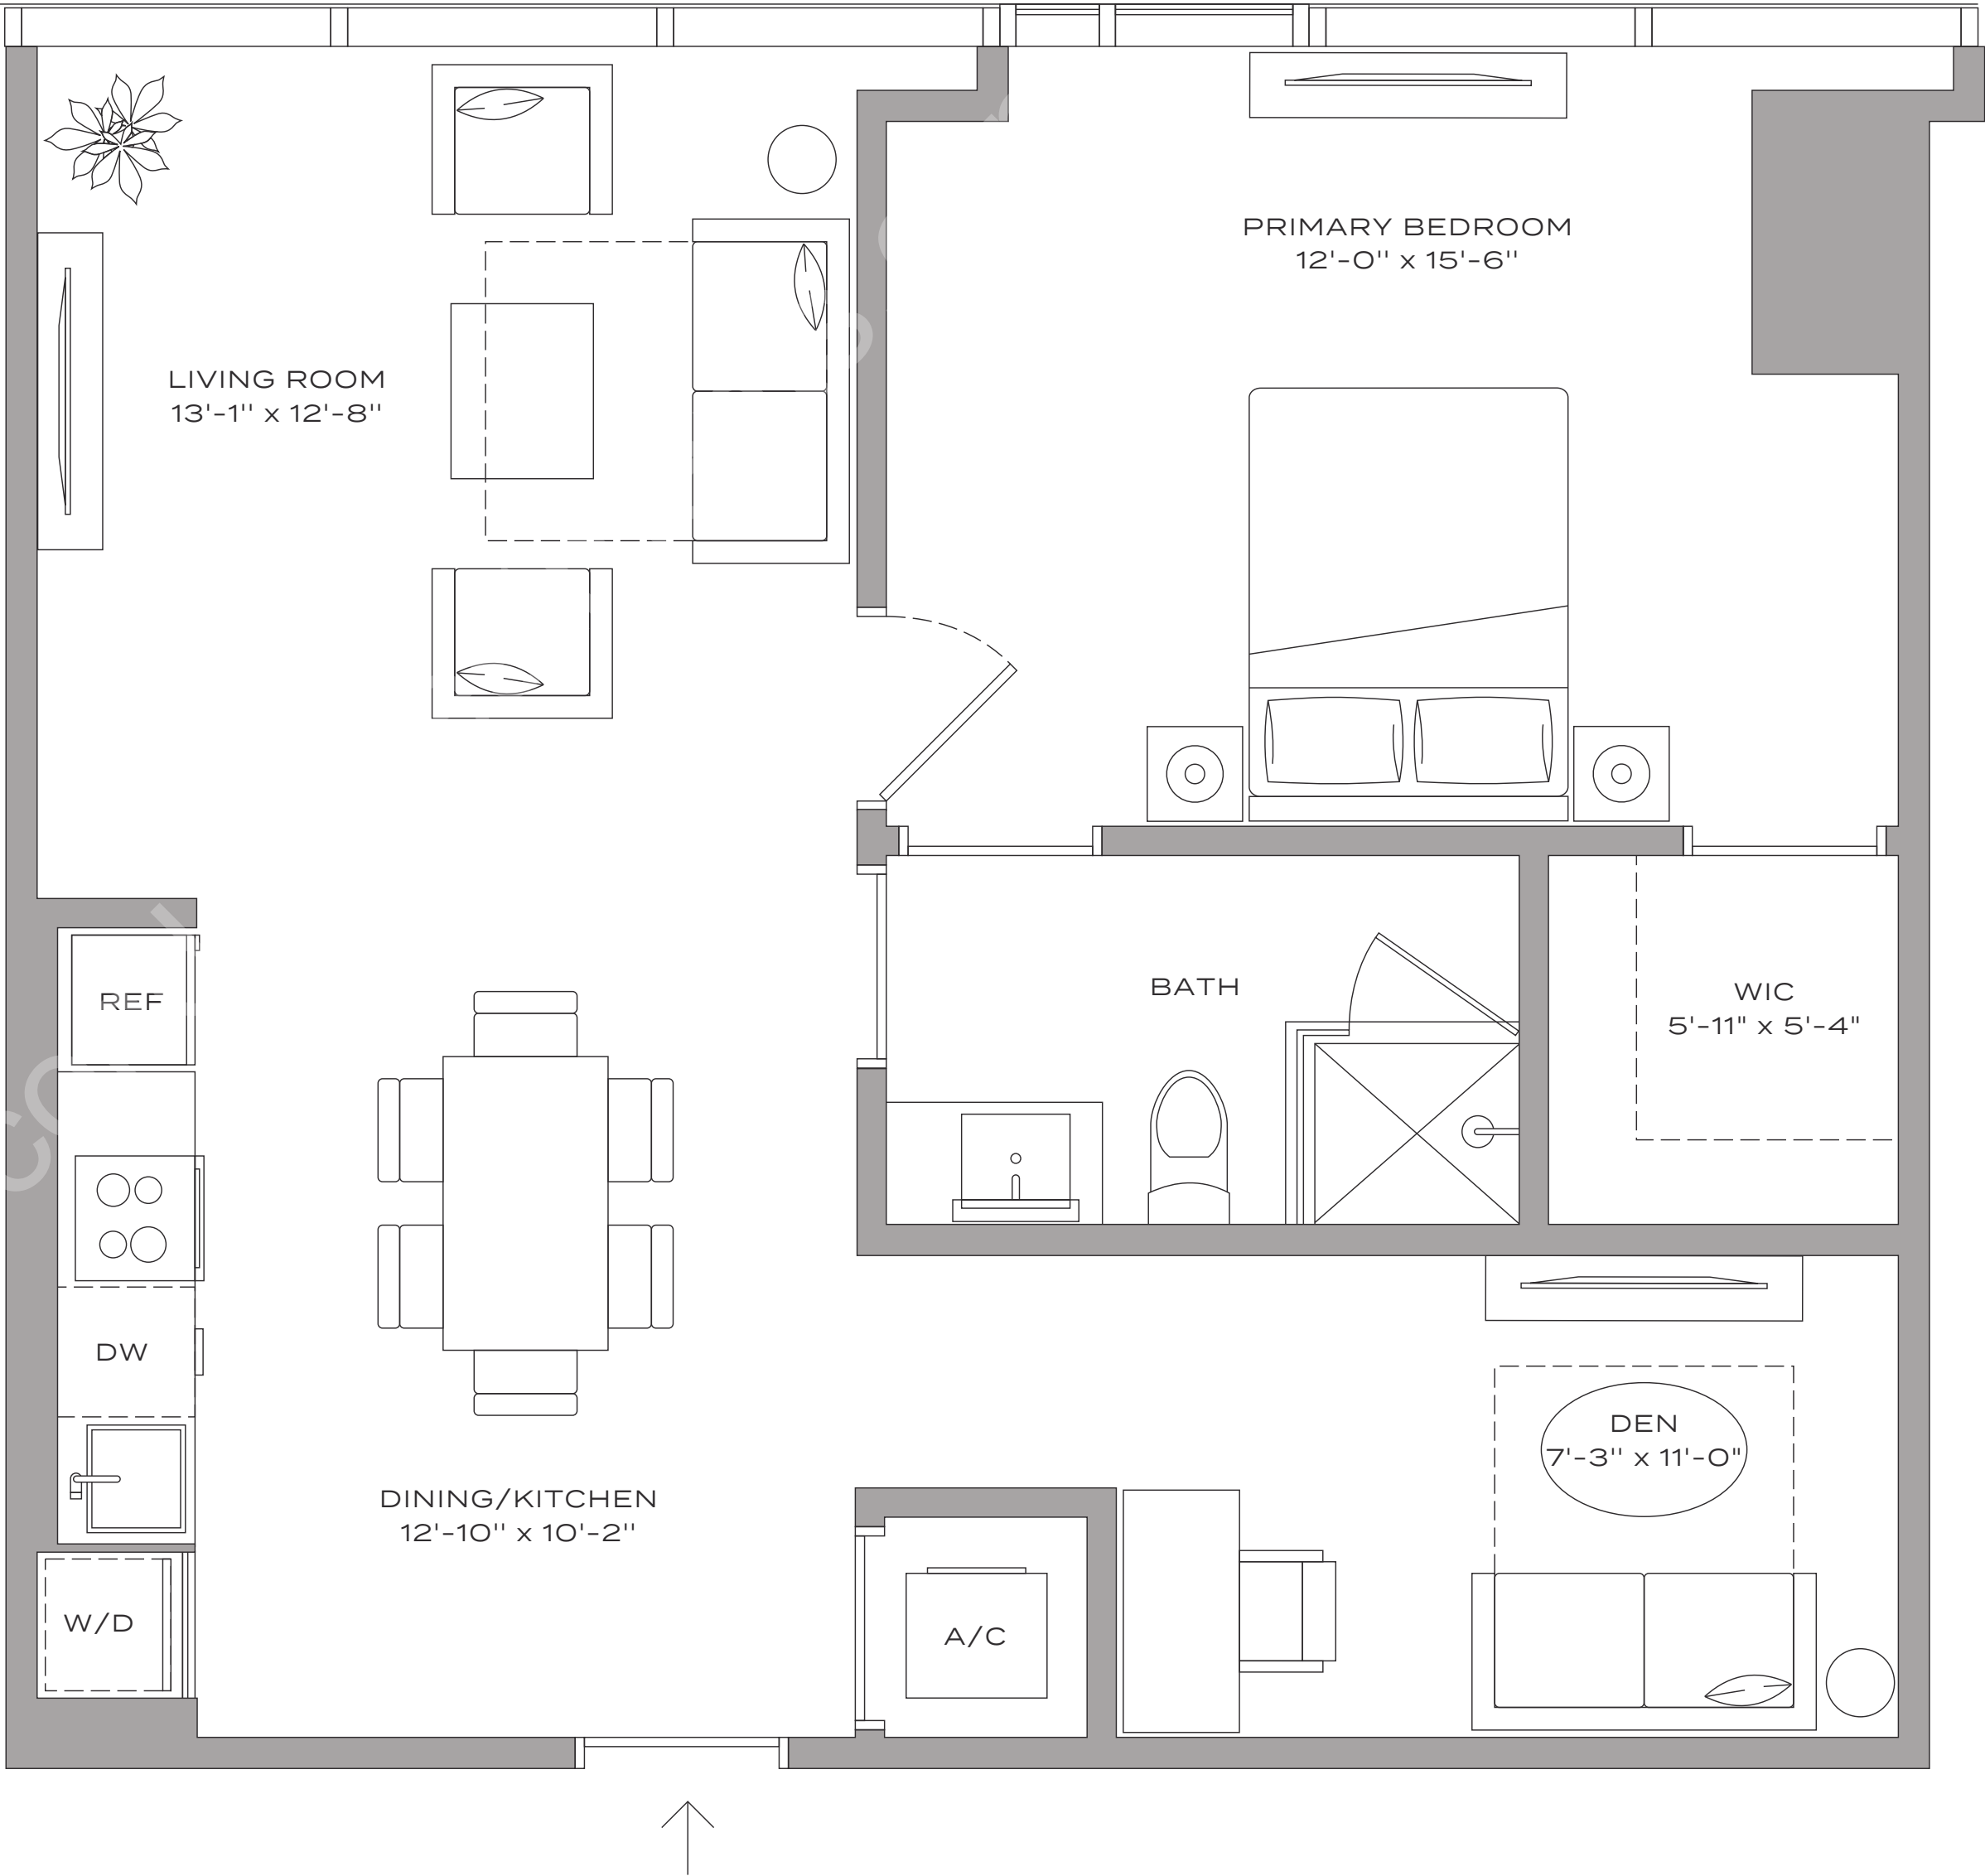 PRIMARY BEDROOM
12'-0'' x 15'-6''
LIVING ROOM
13'-1'' x 12'-8''
REF
BATH
WIC
5'-11" x 5'-4"
DW
DEN
7'-3'' x 11'-0"
DINING/KITCHEN
12'-10'' x 10'-2''
W/D
A/C